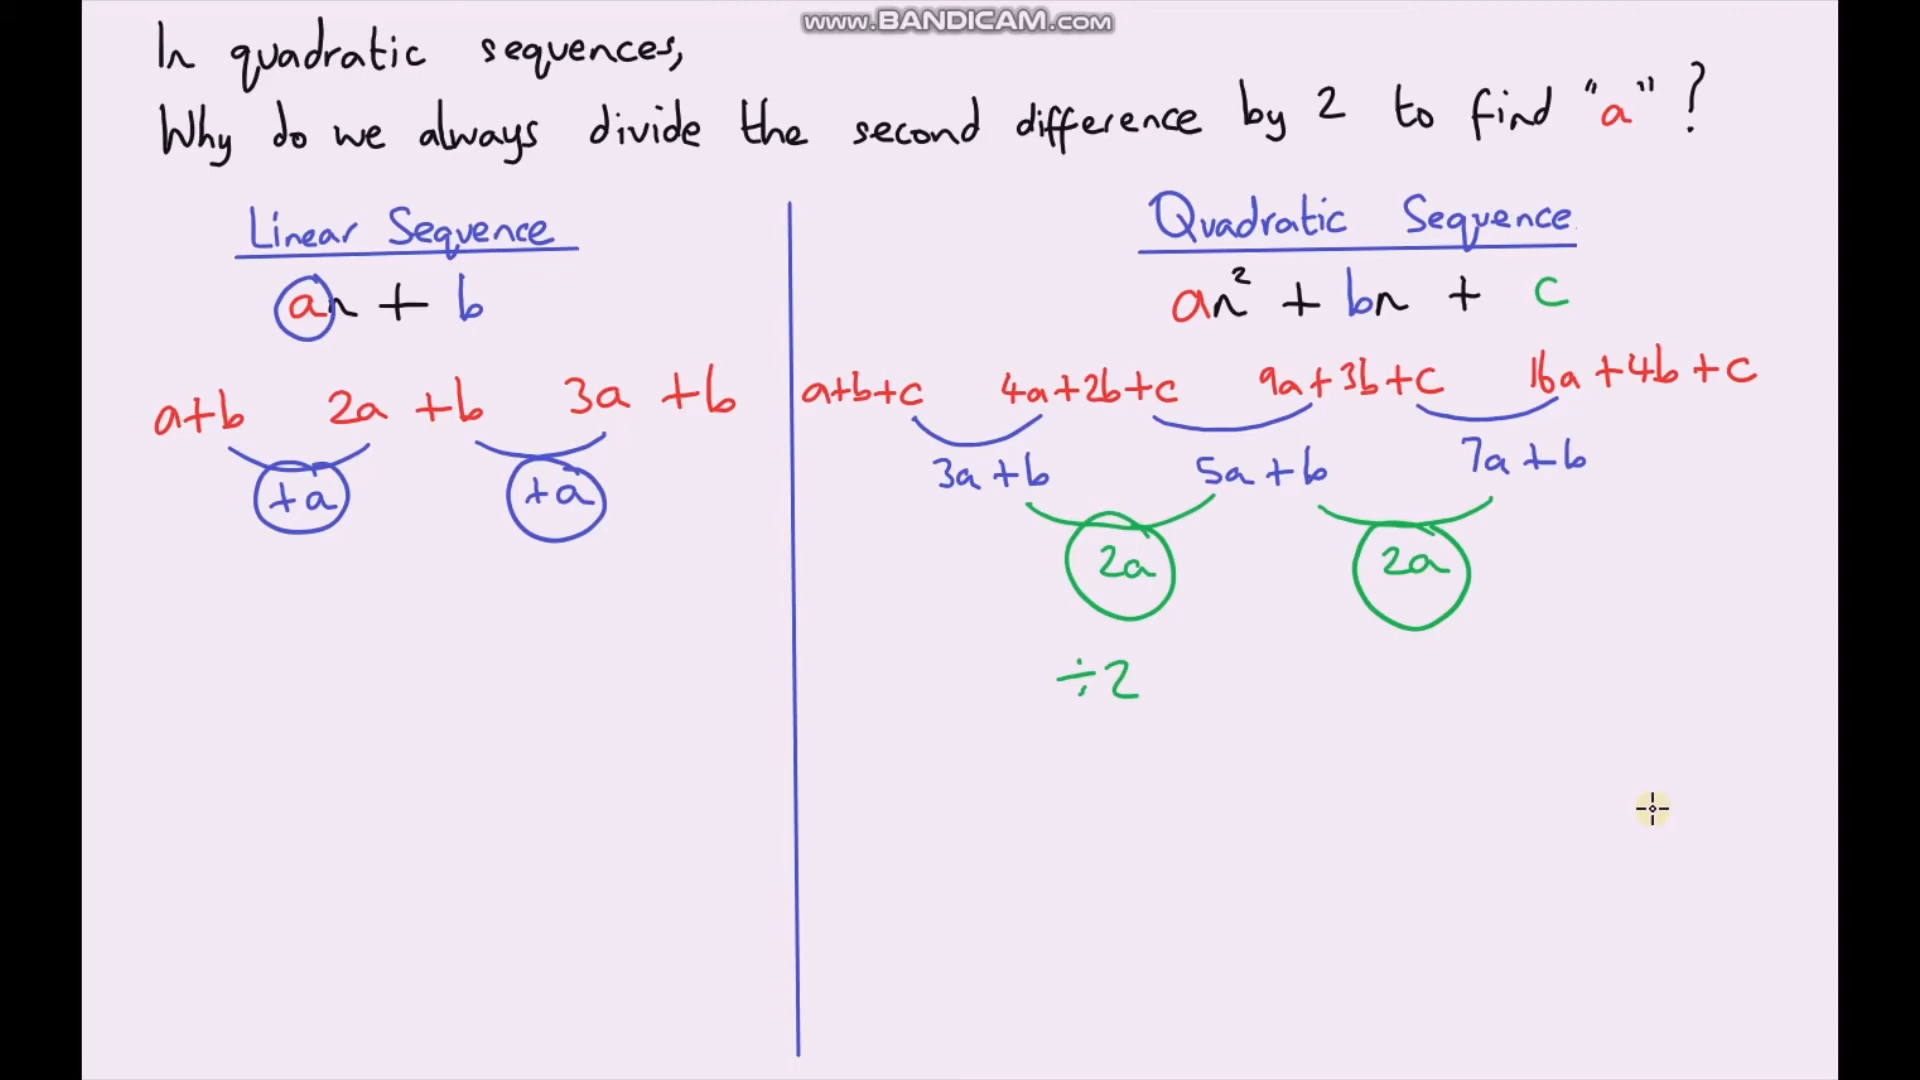 www.BANDICAM.com
In quadratic sequences,
Why do we always divide the second difference by 2 to find "a"?
Linear Sequence
an + b
a+b 2a+b 3a+b
+a +a
Quadratic Sequence
an² + bn + c
a+b+c 4a+2b+c 9a+3b+c 16a+4b+c
3a+b 5a+b 7a+b
2a 2a
÷2